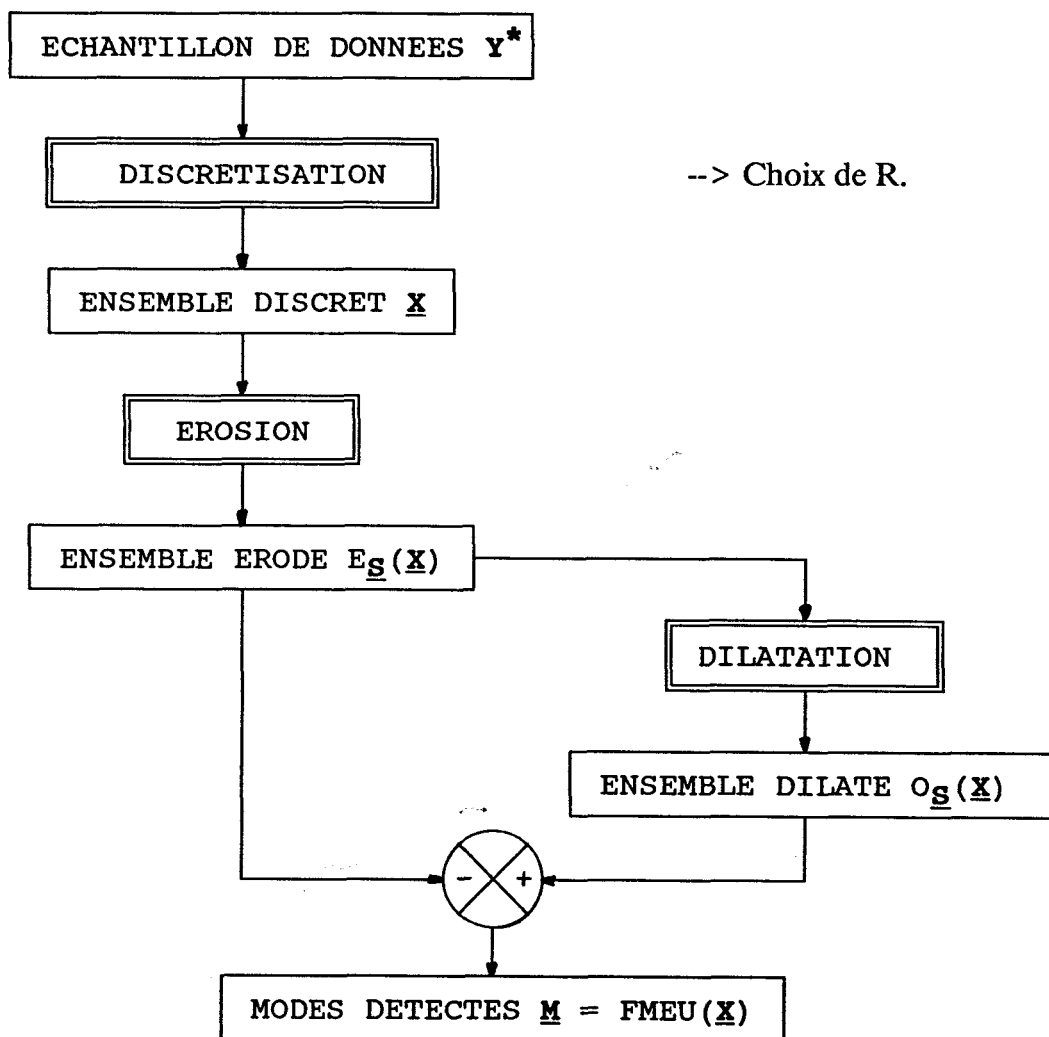 ECHANTILLON DE DONNEES Y*
DISCRETISATION
--> Choix de R.
ENSEMBLE DISCRET X
EROSION
ENSEMBLE ERODE ES(X)
DILATATION
ENSEMBLE DILATE OS(X)
- +
MODES DETECTES M = FMEU(X)